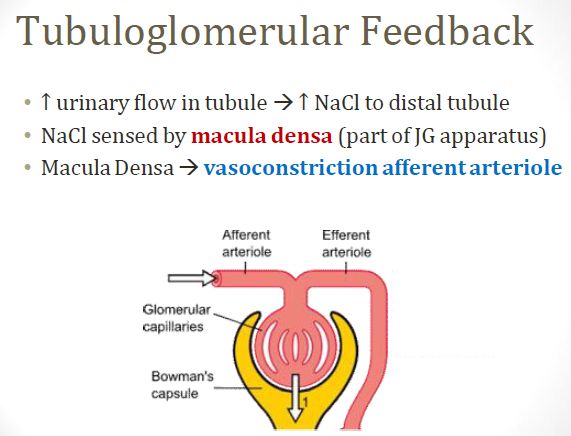 Tubuloglomerular Feedback
• ↑ urinary flow in tubule → ↑ NaCl to distal tubule
• NaCl sensed by macula densa (part of JG apparatus)
• Macula Densa → vasoconstriction afferent arteriole
Afferent
arteriole
Efferent
arteriole
Glomerular
capillaries
Bowman's
capsule
1